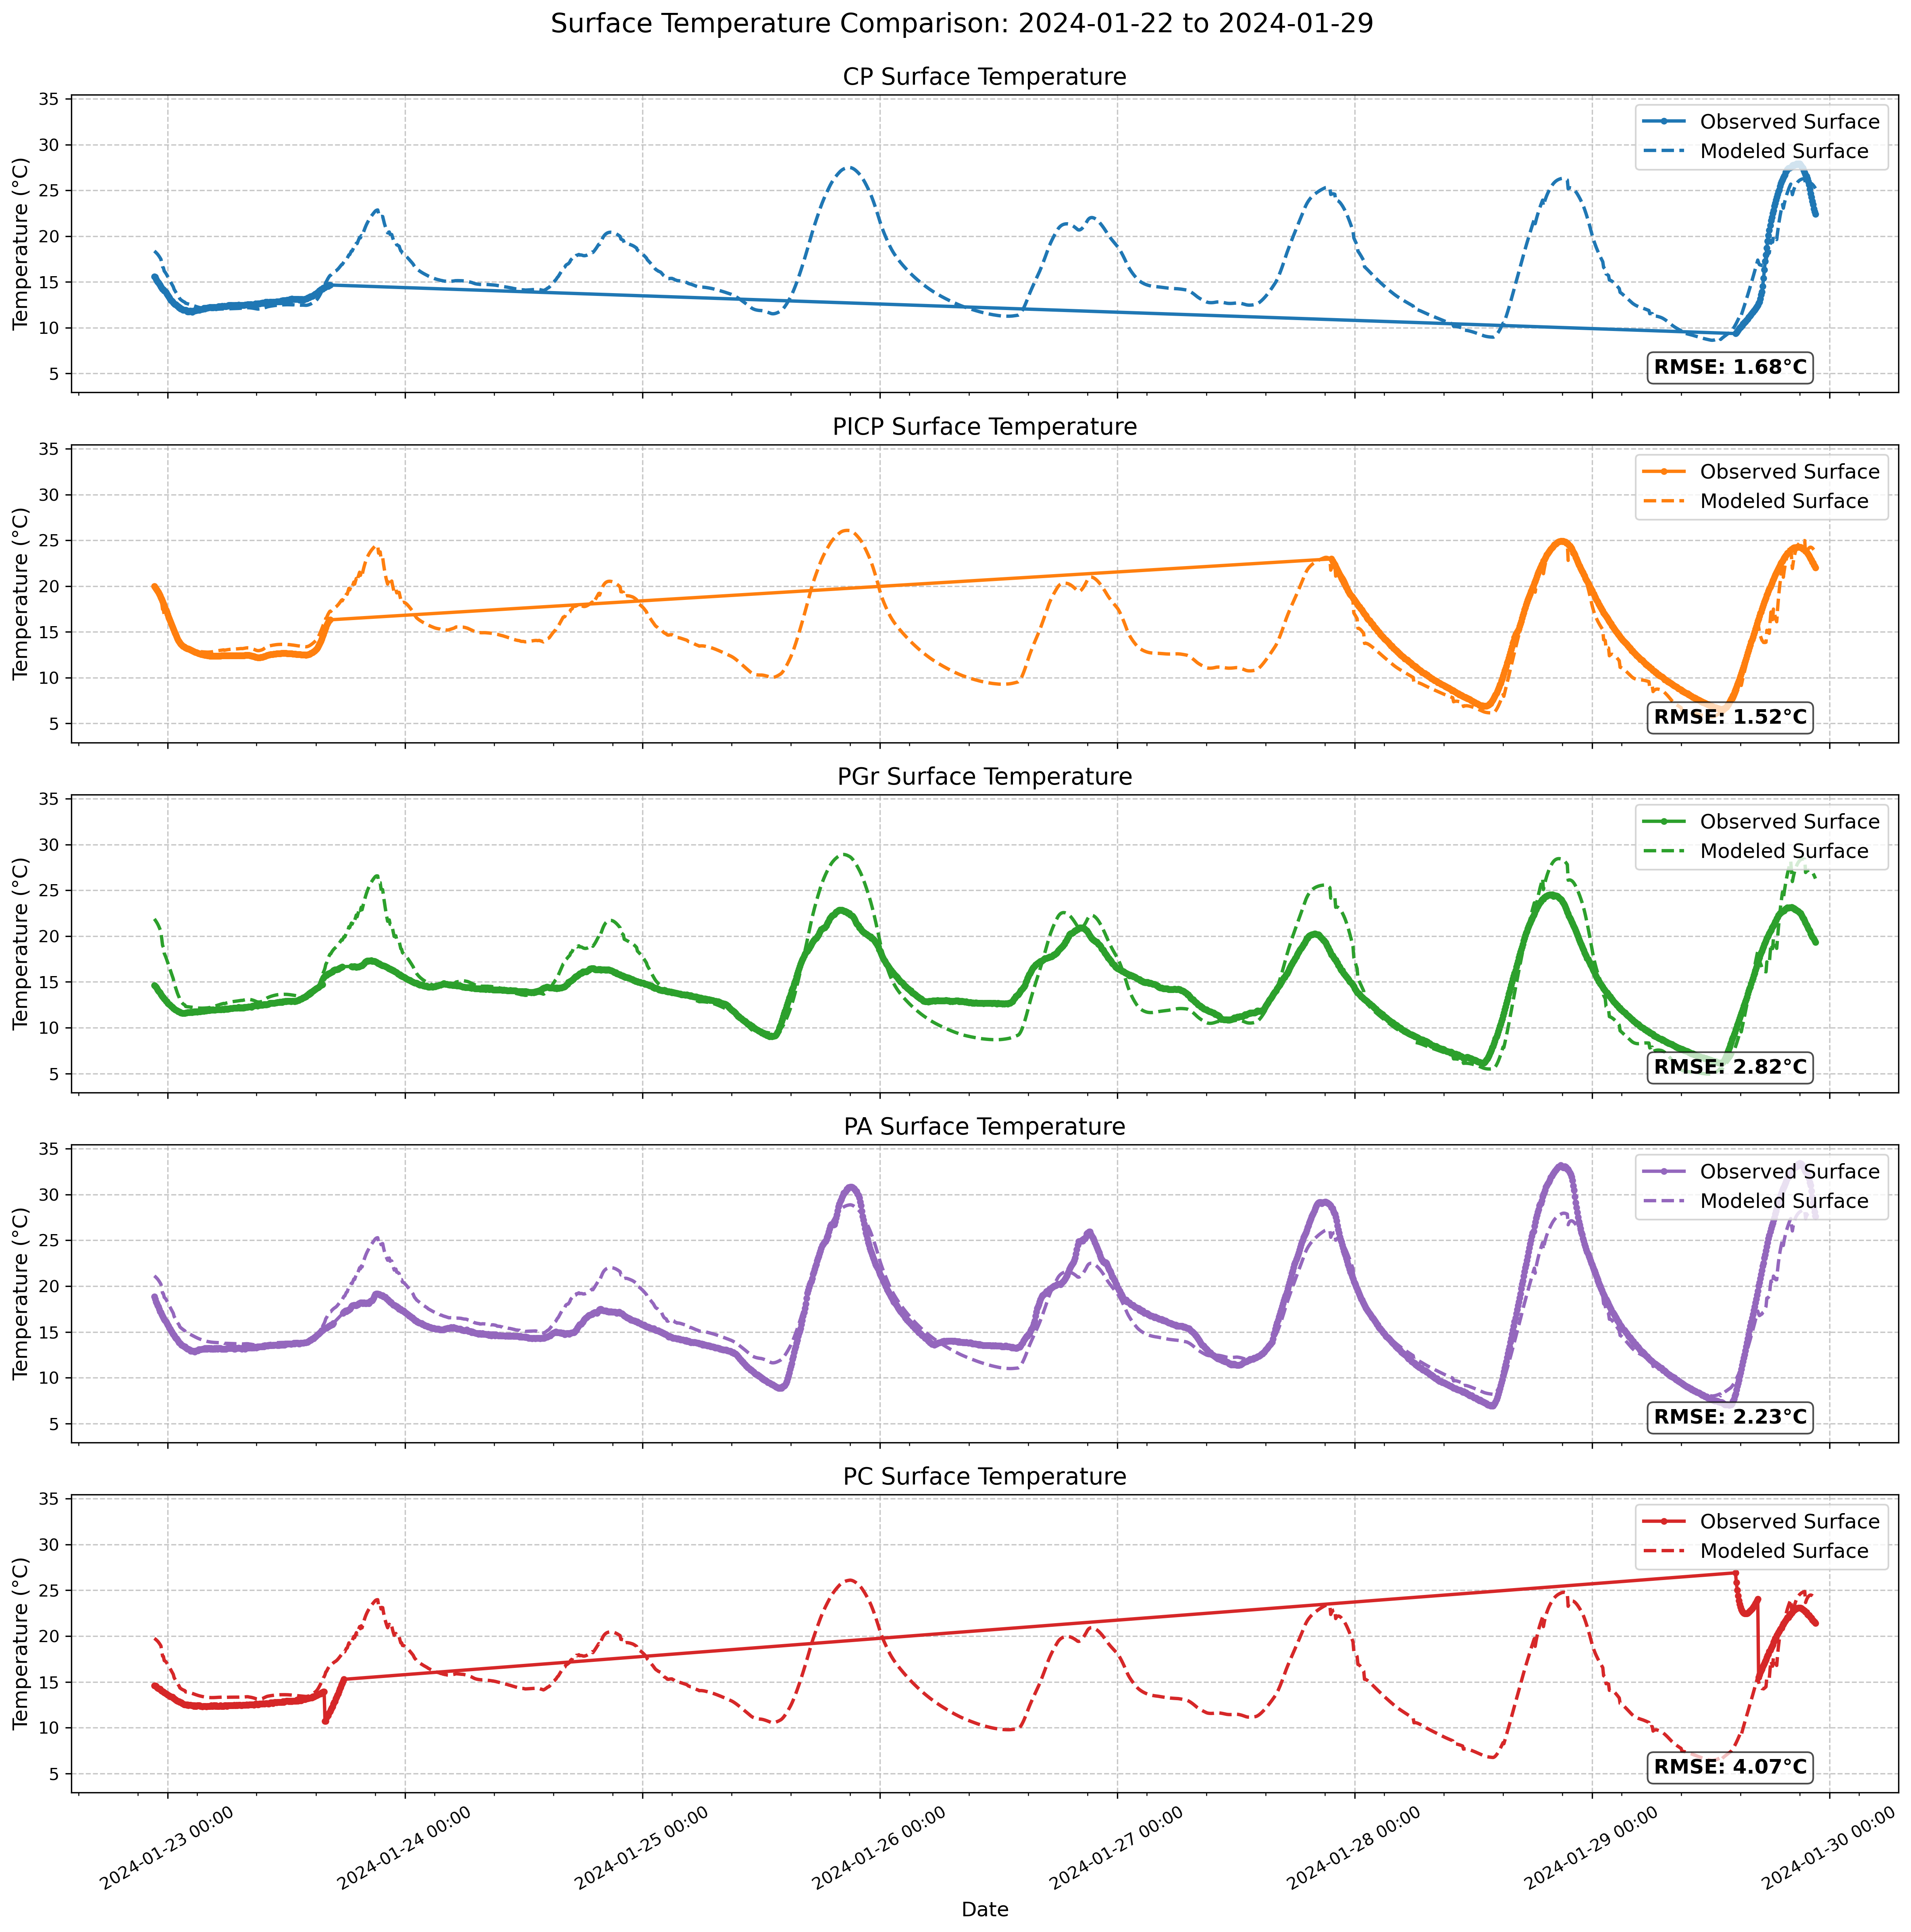 Surface Temperature Comparison: 2024-01-22 to 2024-01-29
CP Surface Temperature
35
30
25
20
15
10
5
Temperature (°C)
Observed Surface
Modeled Surface
RMSE: 1.68°C
PICP Surface Temperature
35
30
25
20
15
10
5
Temperature (°C)
Observed Surface
Modeled Surface
RMSE: 1.52°C
PGr Surface Temperature
35
30
25
20
15
10
5
Temperature (°C)
Observed Surface
Modeled Surface
RMSE: 2.82°C
PA Surface Temperature
35
30
25
20
15
10
5
Temperature (°C)
Observed Surface
Modeled Surface
RMSE: 2.23°C
PC Surface Temperature
35
30
25
20
15
10
5
Temperature (°C)
Observed Surface
Modeled Surface
RMSE: 4.07°C
2024-01-23 00:00
2024-01-24 00:00
2024-01-25 00:00
2024-01-26 00:00
2024-01-27 00:00
2024-01-28 00:00
2024-01-29 00:00
2024-01-30 00:00
Date